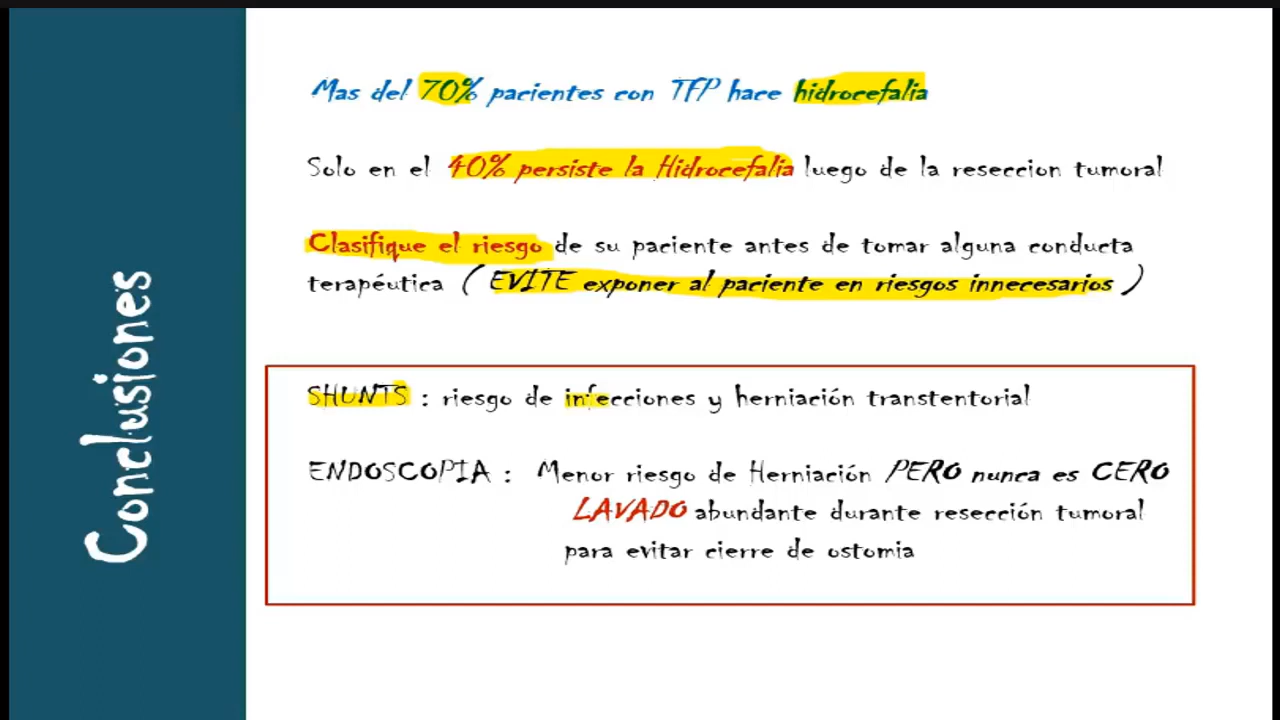 Conclusiones
Mas del 70% pacientes con TFP hace hidrocefalia
Solo en el 40% persiste la Hidrocefalia luego de la reseccion tumoral
Clasifique el riesgo de su paciente antes de tomar alguna conducta
terapéutica ( EVITE exponer al paciente en riesgos innecesarios )
SHUNTS : riesgo de infecciones y herniación transtentorial
ENDOSCOPIA : Menor riesgo de Herniación PERO nunca es CERO
LAVADO abundante durante resección tumoral
para evitar cierre de ostomia